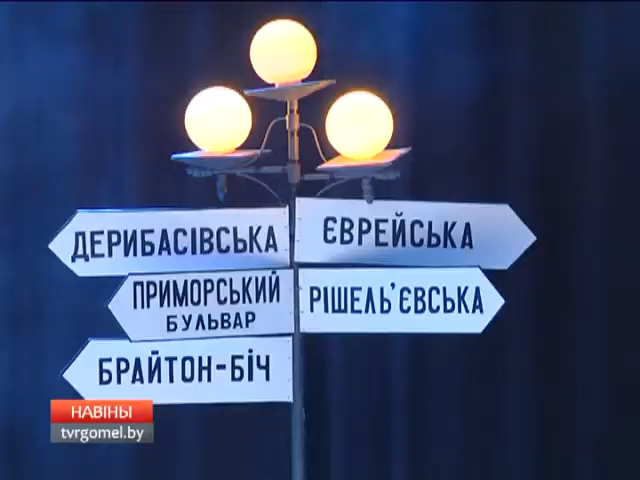 ДЕРИБАСІВСЬКА
ЄВРЕЙСЬКА
ПРИМОРСЬКИЙ
БУЛЬВАР
РІШЕЛЬ'ЄВСЬКА
БРАЙТОН-БІЧ
НАВІНЫ
tvrgomel.by